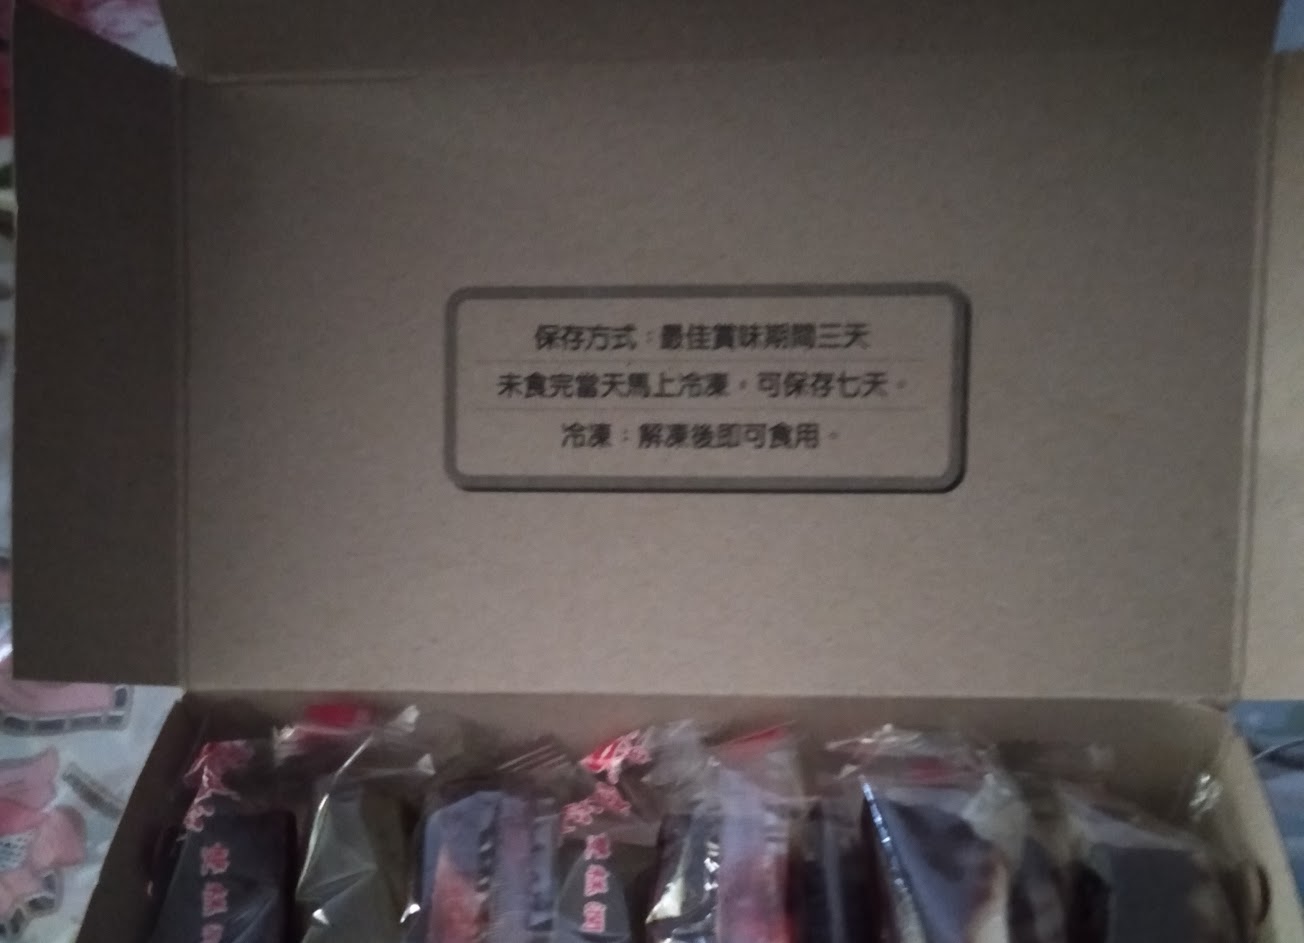 保存方式：最佳賞味期間三天
未食完當天馬上冷凍，可保存七天。
冷凍：解凍後即可食用。